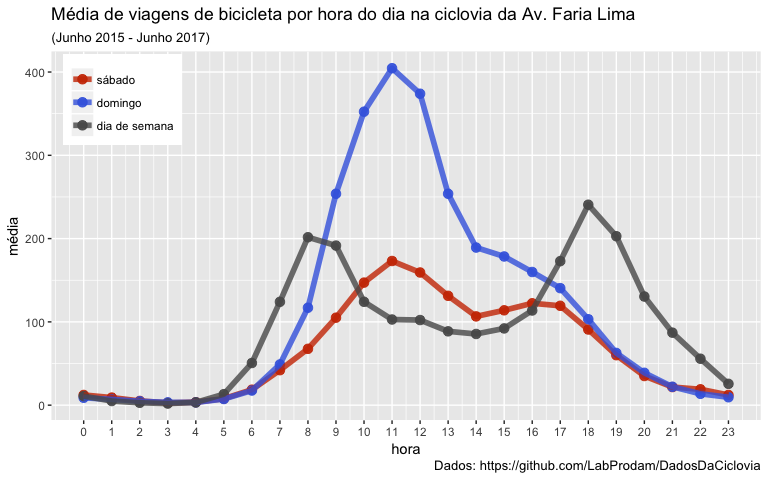 Média de viagens de bicicleta por hora do dia na ciclovia da Av. Faria Lima
(Junho 2015 - Junho 2017)
sábado
domingo
dia de semana
média
400
300
200
100
0
0 1 2 3 4 5 6 7 8 9 10 11 12 13 14 15 16 17 18 19 20 21 22 23
hora
Dados: https://github.com/LabProdam/DadosDaCiclovia